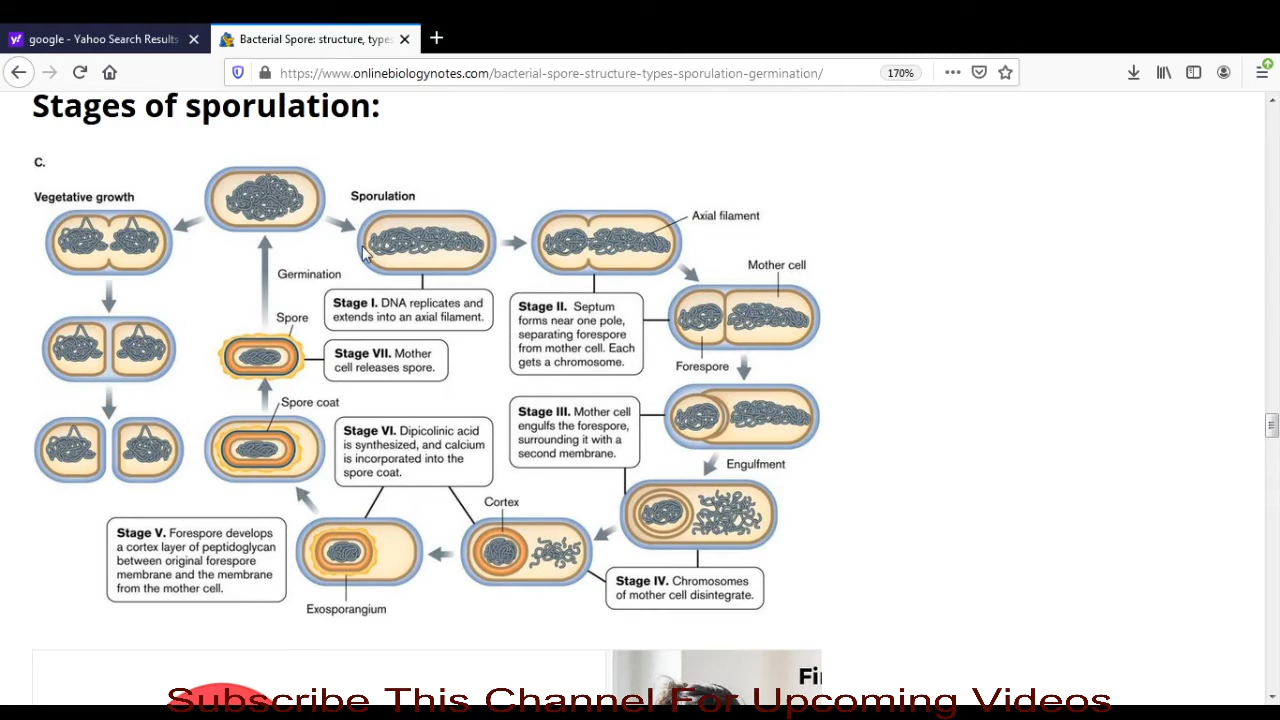 google - Yahoo Search Results
Bacterial Spore: structure, types
https://www.onlinebiologynotes.com/bacterial-spore-structure-types-sporulation-germination/
170%
Stages of sporulation:
C.
Vegetative growth
Sporulation
Axial filament
Mother cell
Germination
Stage I. DNA replicates and
extends into an axial filament.
Stage II. Septum
forms near one pole,
separating forespore
from mother cell. Each
gets a chromosome.
Spore
Stage VII. Mother
cell releases spore.
Forespore
Spore coat
Stage III. Mother cell
engulfs the forespore,
surrounding it with a
second membrane.
Stage VI. Dipicolinic acid
is synthesized, and calcium
is incorporated into the
spore coat.
Engulfment
Cortex
Stage V. Forespore develops
a cortex layer of peptidoglycan
between original forespore
membrane and the membrane
from the mother cell.
Stage IV. Chromosomes
of mother cell disintegrate.
Exosporangium
Subscribe This Channel For Upcoming Videos